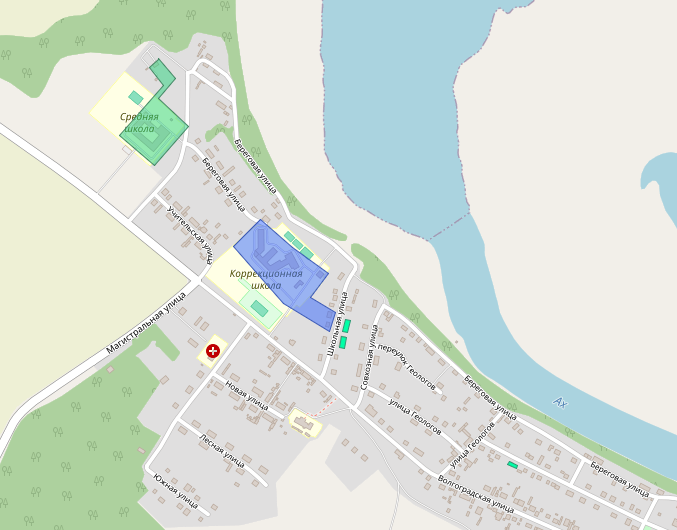 Средняя
школа
Береговая улица
Береговая улица
Учительская улица
Коррекционная
школа
Магистральная улица
Школьная улица
Совхозная улица
переулок Геологов
Береговая улица
Ах
Новая улица
улица Геологов
улица Геологов
Лесная улица
Береговая улица
Южная улица
Волгоградская улица